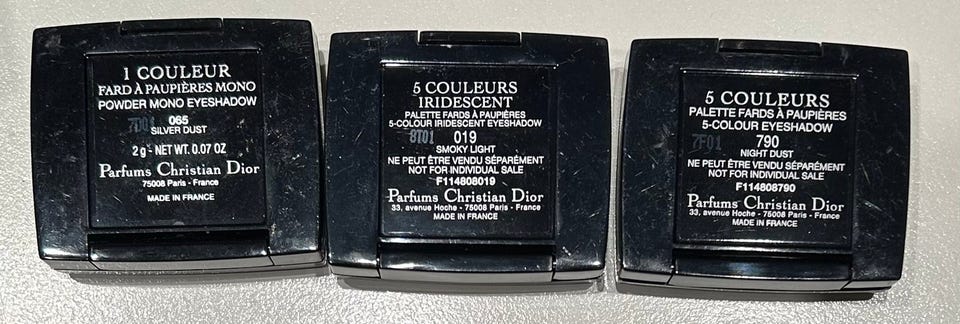 1 COULEUR
FARD À PAUPIÈRES MONO
POWDER MONO EYESHADOW
7D01 065
SILVER DUST
2 g - NET WT. 0.07 OZ
Parfums Christian Dior
75008 Paris - France
MADE IN FRANCE
5 COULEURS
IRIDESCENT
PALETTE FARDS À PAUPIÈRES
5-COLOUR IRIDESCENT EYESHADOW
8T01 019
SMOKY LIGHT
NE PEUT ÊTRE VENDU SÉPARÉMENT
NOT FOR INDIVIDUAL SALE
F114808019
Parfums Christian Dior
33, avenue Hoche - 75008 Paris - France
MADE IN FRANCE
5 COULEURS
PALETTE FARDS À PAUPIÈRES
5-COLOUR EYESHADOW
7F01 790
NIGHT DUST
NE PEUT ÊTRE VENDU SÉPARÉMENT
NOT FOR INDIVIDUAL SALE
F114808790
Parfums Christian Dior
33, avenue Hoche - 75008 Paris - France
MADE IN FRANCE